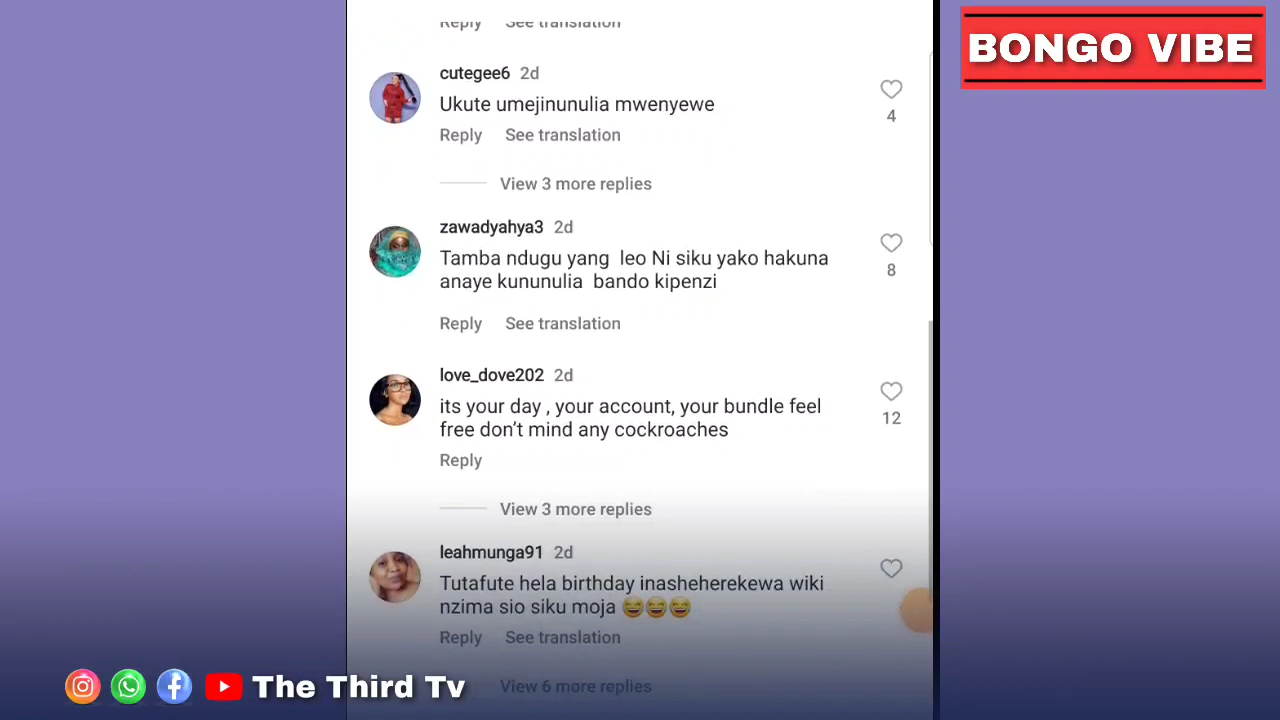 Reply See translation
BONGO VIBE
cutegee6 2d
Ukute umejinunulia mwenyewe
4
Reply See translation
View 3 more replies
zawadyahya3 2d
Tamba ndugu yang leo Ni siku yako hakuna
anaye kununulia bando kipenzi
8
Reply See translation
love_dove202 2d
its your day , your account, your bundle feel
free don't mind any cockroaches
12
Reply
View 3 more replies
leahmunga91 2d
Tutafute hela birthday inasheherekewa wiki
nzima sio siku moja 😂😂😂
Reply See translation
View 6 more replies
The Third Tv